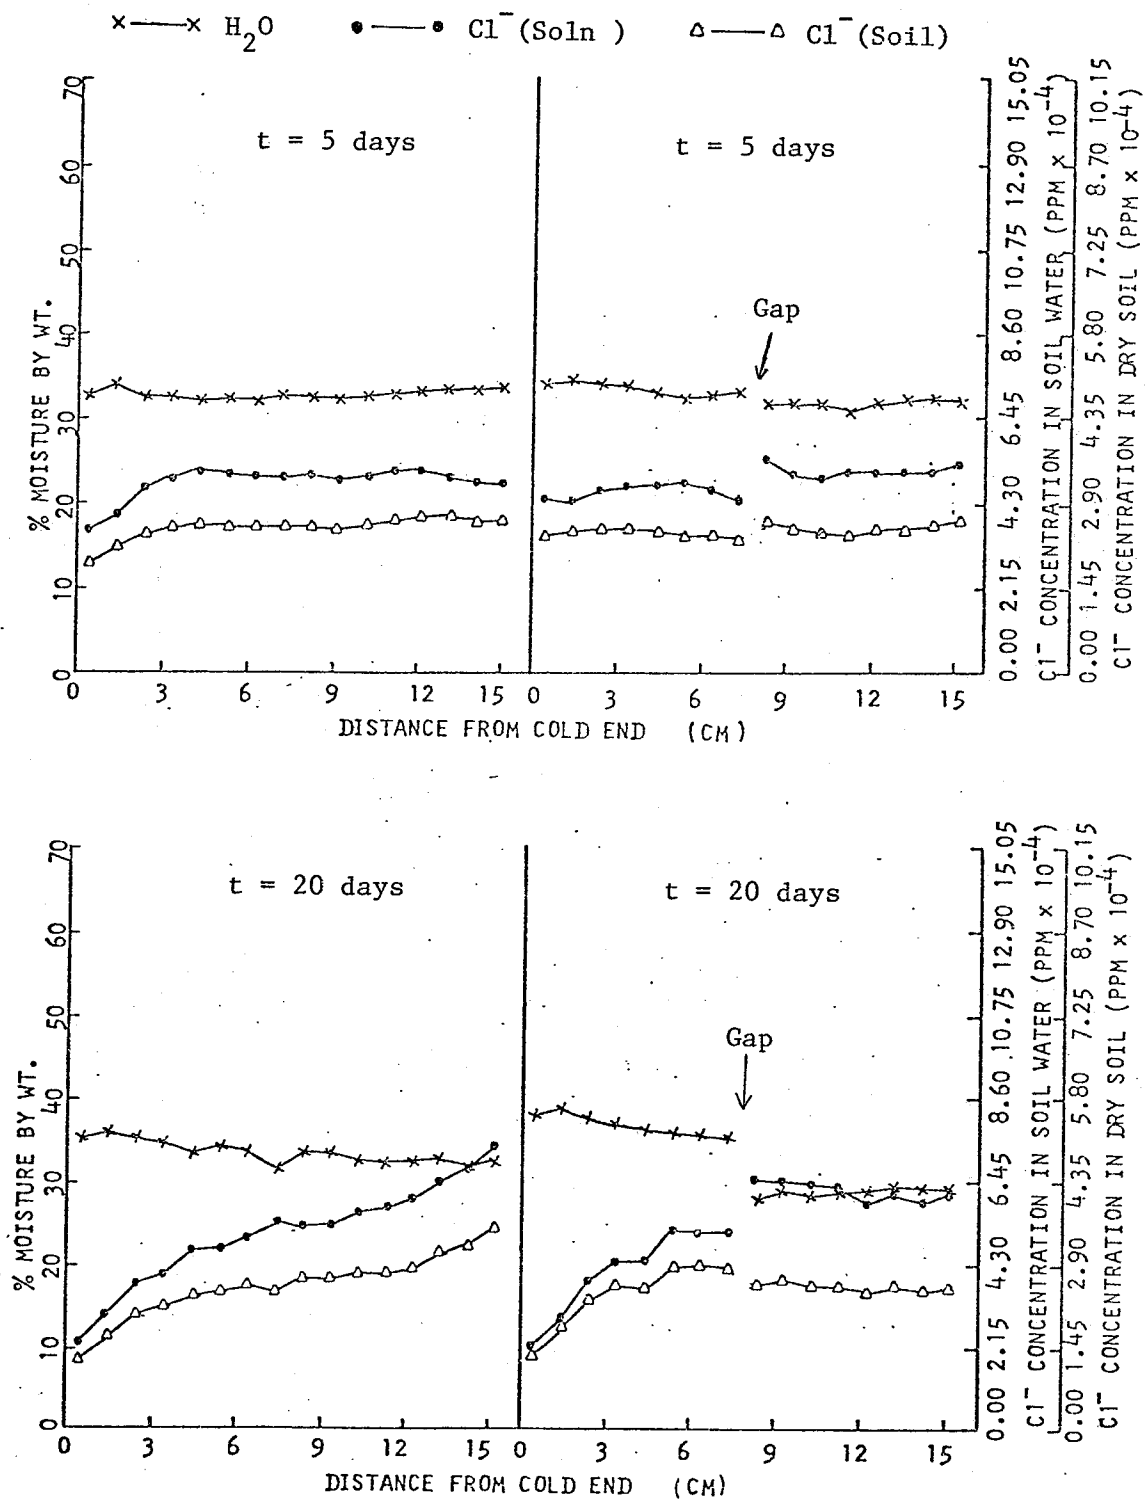 ×——× H₂O ●——● Cl⁻(Soln ) △——△ Cl⁻(Soil)
t = 5 days
t = 5 days
Gap
% MOISTURE BY WT.
0 10 20 30 40 50 60 70
0 3 6 9 12 15
0 3 6 9 12 15
DISTANCE FROM COLD END (CM)
0.00 2.15 4.30 6.45 8.60 10.75 12.90 15.05
Cl⁻ CONCENTRATION IN SOIL WATER (PPM × 10⁻⁴)
0.00 1.45 2.90 4.35 5.80 7.25 8.70 10.15
Cl⁻ CONCENTRATION IN DRY SOIL (PPM × 10⁻⁴)
t = 20 days
t = 20 days
Gap
% MOISTURE BY WT.
0 10 20 30 40 50 60 70
0 3 6 9 12 15
0 3 6 9 12 15
DISTANCE FROM COLD END (CM)
0.00 2.15 4.30 6.45 8.60 10.75 12.90 15.05
Cl⁻ CONCENTRATION IN SOIL WATER (PPM × 10⁻⁴)
0.00 1.45 2.90 4.35 5.80 7.25 8.70 10.15
Cl⁻ CONCENTRATION IN DRY SOIL (PPM × 10⁻⁴)